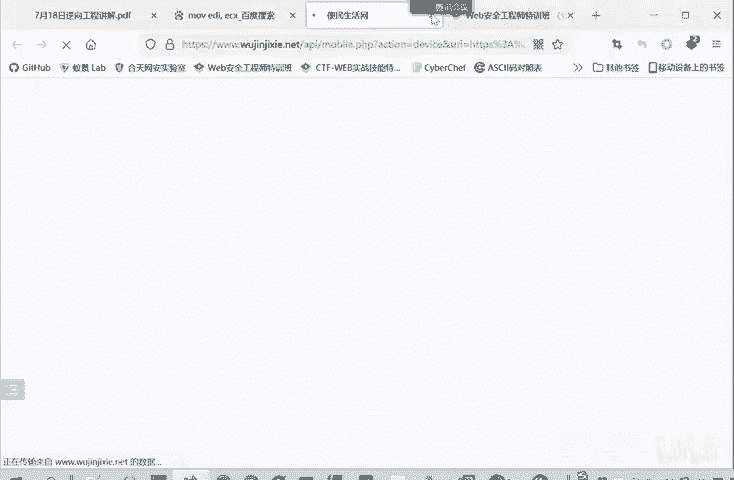 7月18日逆向工程讲解.pdf
mov edi, ecx_百度搜索
便民生活网
Web安全工程师特训班
https://www.wujinjixie.net/api/mobile.php?action=device&uri=https%3A%
GitHub
蚁景 Lab
合天网安实验室
Web安全工程师特训班
CTF-WEB实战技能特...
CyberChef
ASCII码对照表
其他书签
移动设备上的书签
正在传输来自 www.wujinjixie.net 的数据...